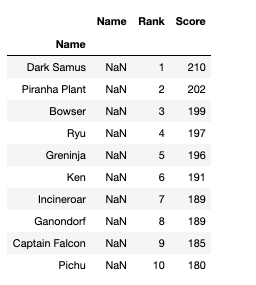 Name Rank Score
Name
Dark Samus NaN 1 210
Piranha Plant NaN 2 202
Bowser NaN 3 199
Ryu NaN 4 197
Greninja NaN 5 196
Ken NaN 6 191
Incineroar NaN 7 189
Ganondorf NaN 8 189
Captain Falcon NaN 9 185
Pichu NaN 10 180